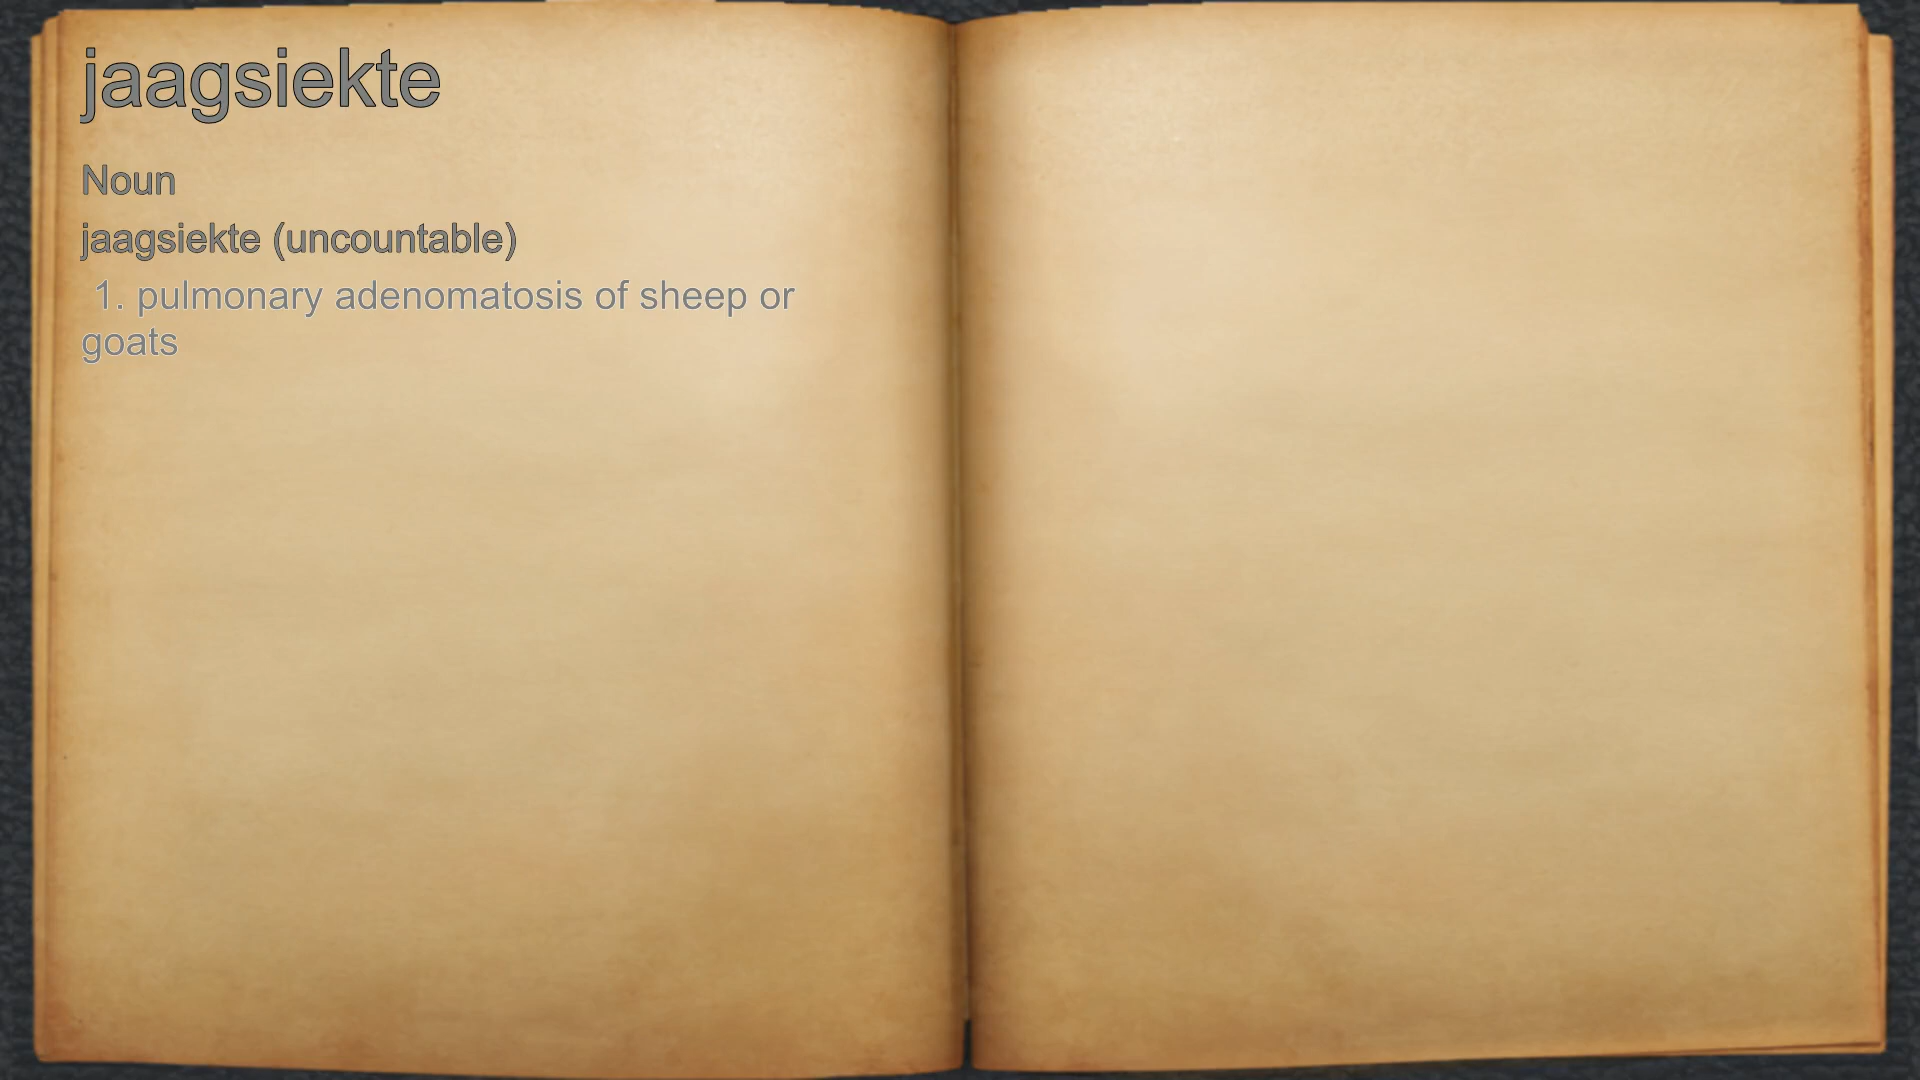 jaagsiekte
Noun
jaagsiekte (uncountable)
1. pulmonary adenomatosis of sheep or
goats